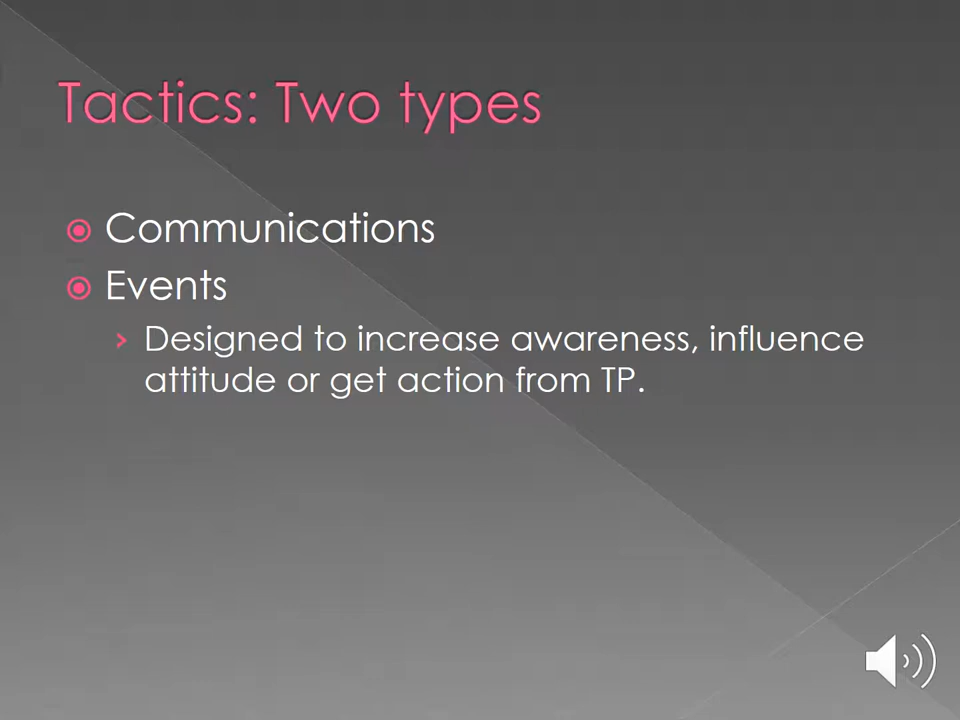 Tactics: Two types
Communications
Events
Designed to increase awareness, influence
attitude or get action from TP.